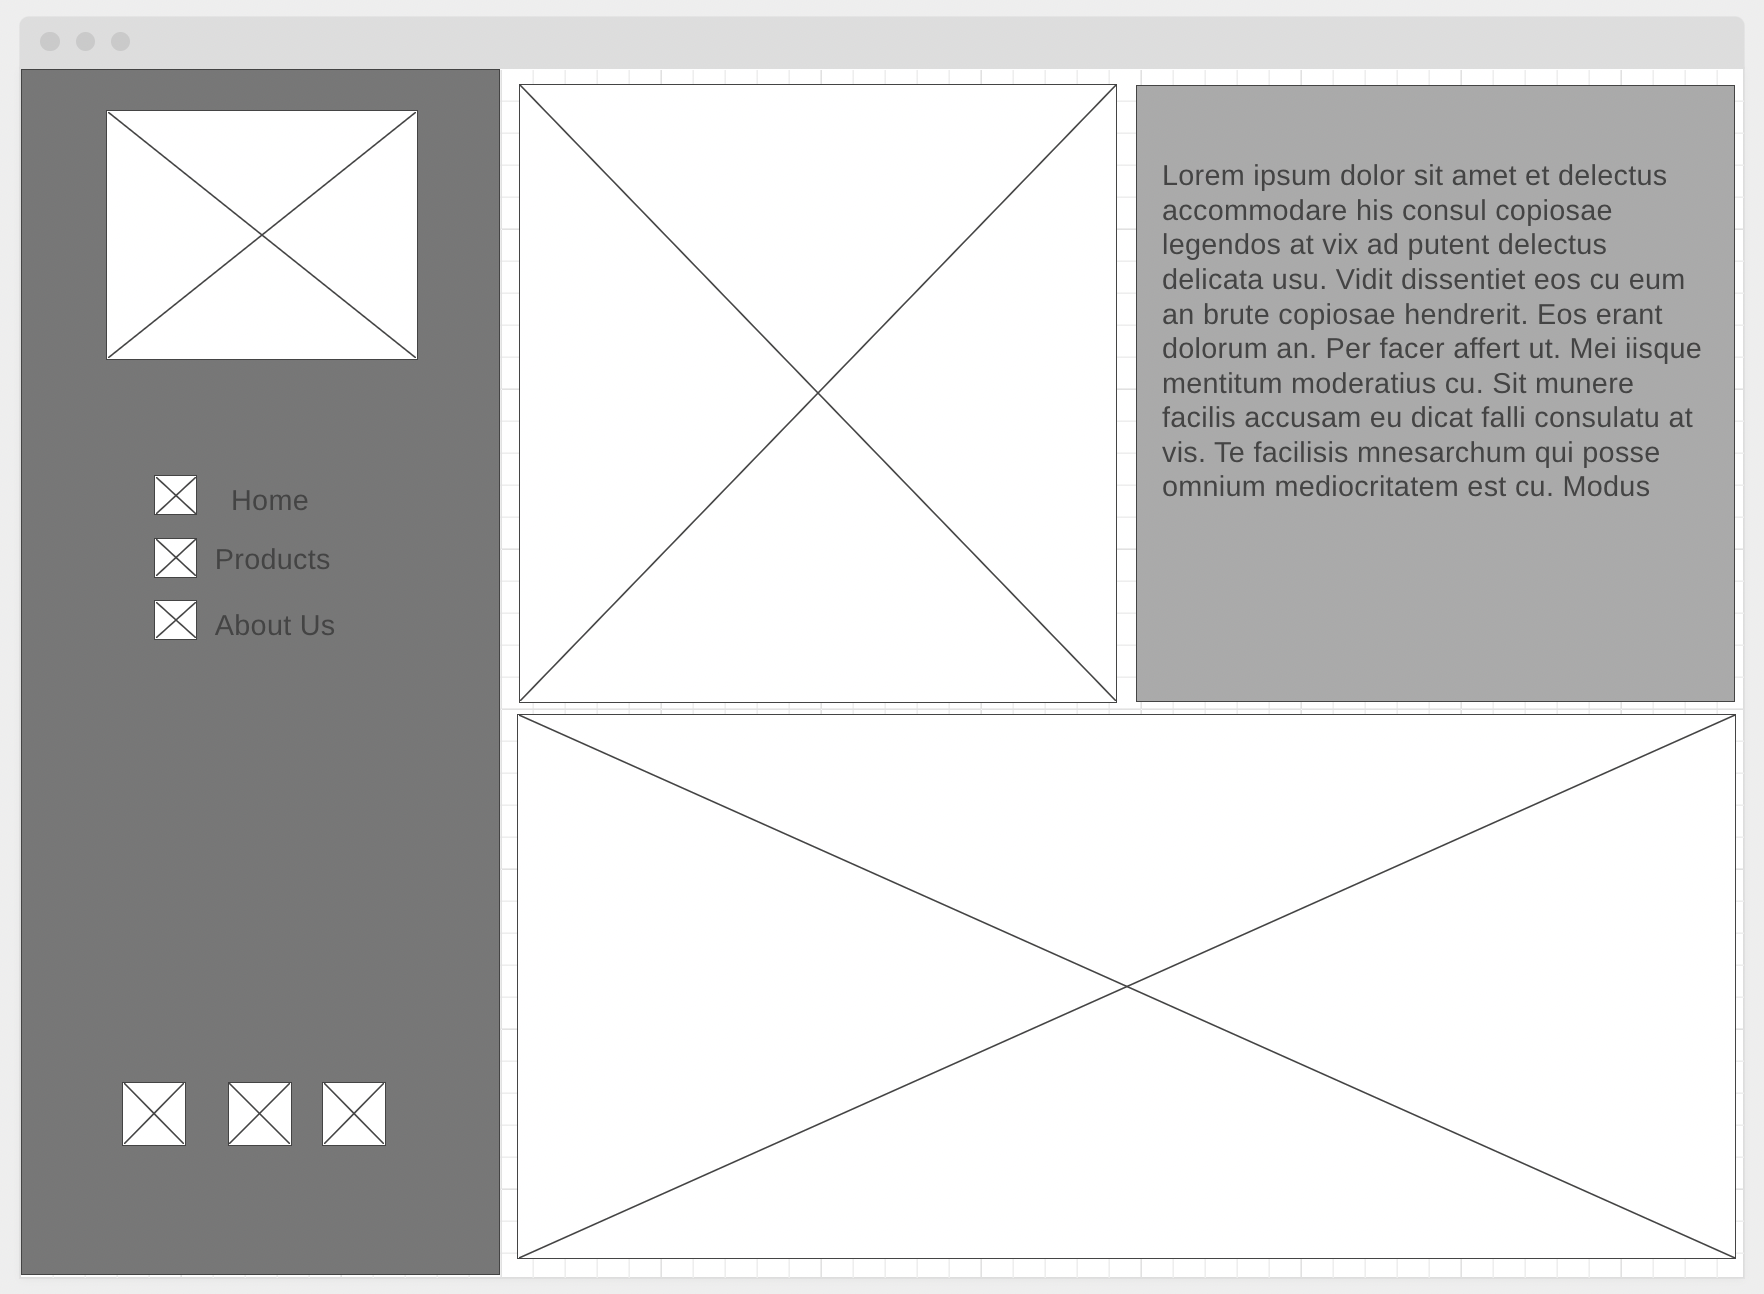 Home
Products
About Us
Lorem ipsum dolor sit amet et delectus
accommodare his consul copiosae
legendos at vix ad putent delectus
delicata usu. Vidit dissentiet eos cu eum
an brute copiosae hendrerit. Eos erant
dolorum an. Per facer affert ut. Mei iisque
mentitum moderatius cu. Sit munere
facilis accusam eu dicat falli consulatu at
vis. Te facilisis mnesarchum qui posse
omnium mediocritatem est cu. Modus